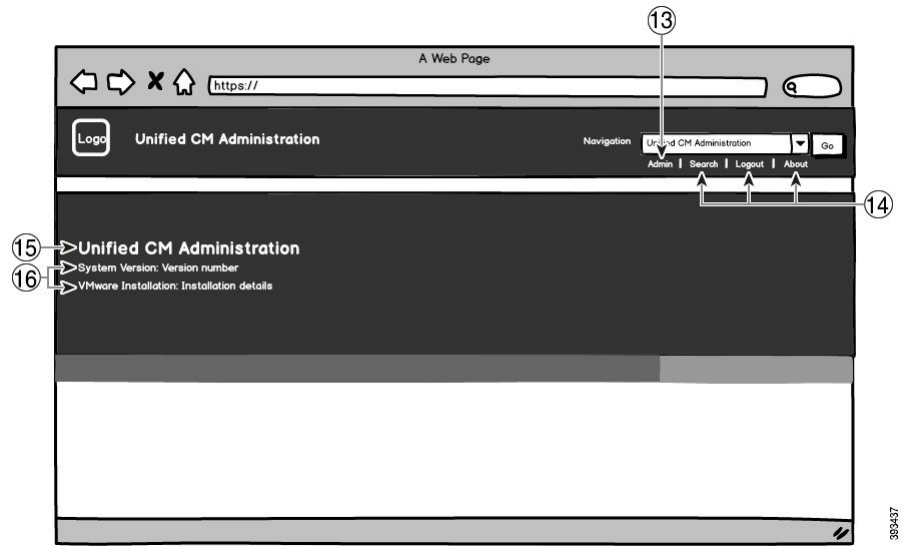 13
A Web Page
https://
Logo
Unified CM Administration
Navigation
Unified CM Administration
Go
Admin | Search | Logout | About
14
15
Unified CM Administration
16
System Version: Version number
VMware Installation: Installation details
393437